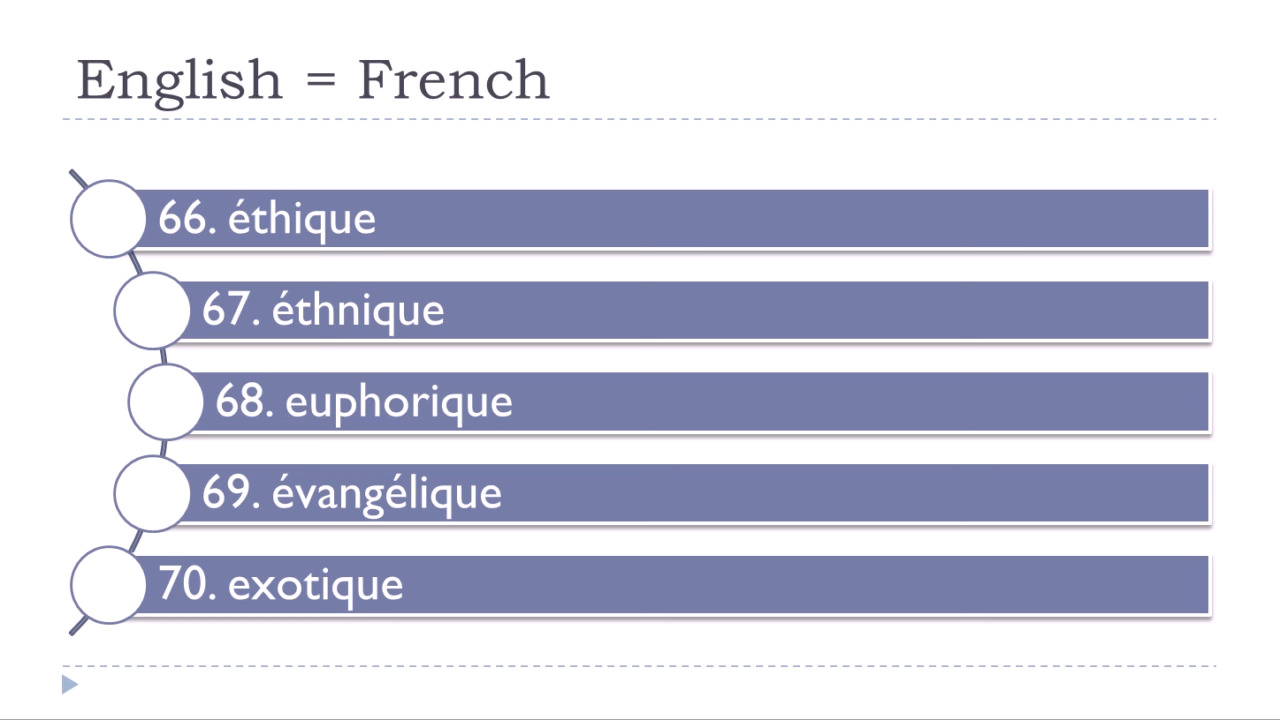 English = French
66. éthique
67. éthnique
68. euphorique
69. évangélique
70. exotique